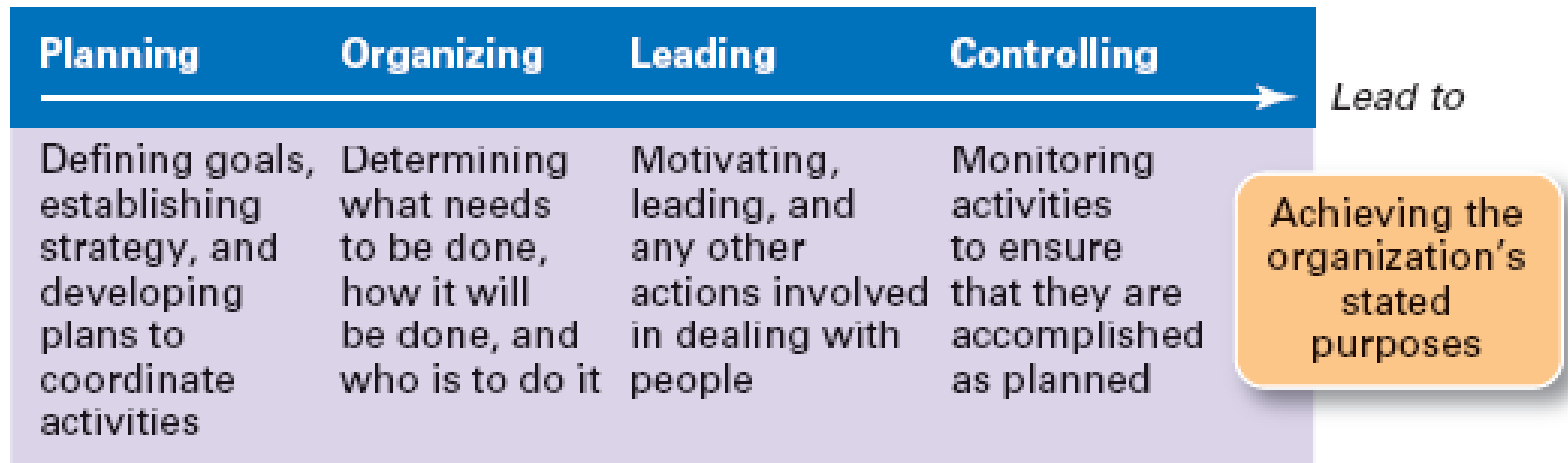 Planning
Organizing
Leading
Controlling
Lead to
Defining goals,
establishing
strategy, and
developing
plans to
coordinate
activities
Determining
what needs
to be done,
how it will
be done, and
who is to do it
Motivating,
leading, and
any other
actions involved
in dealing with
people
Monitoring
activities
to ensure
that they are
accomplished
as planned
Achieving the
organization's
stated
purposes